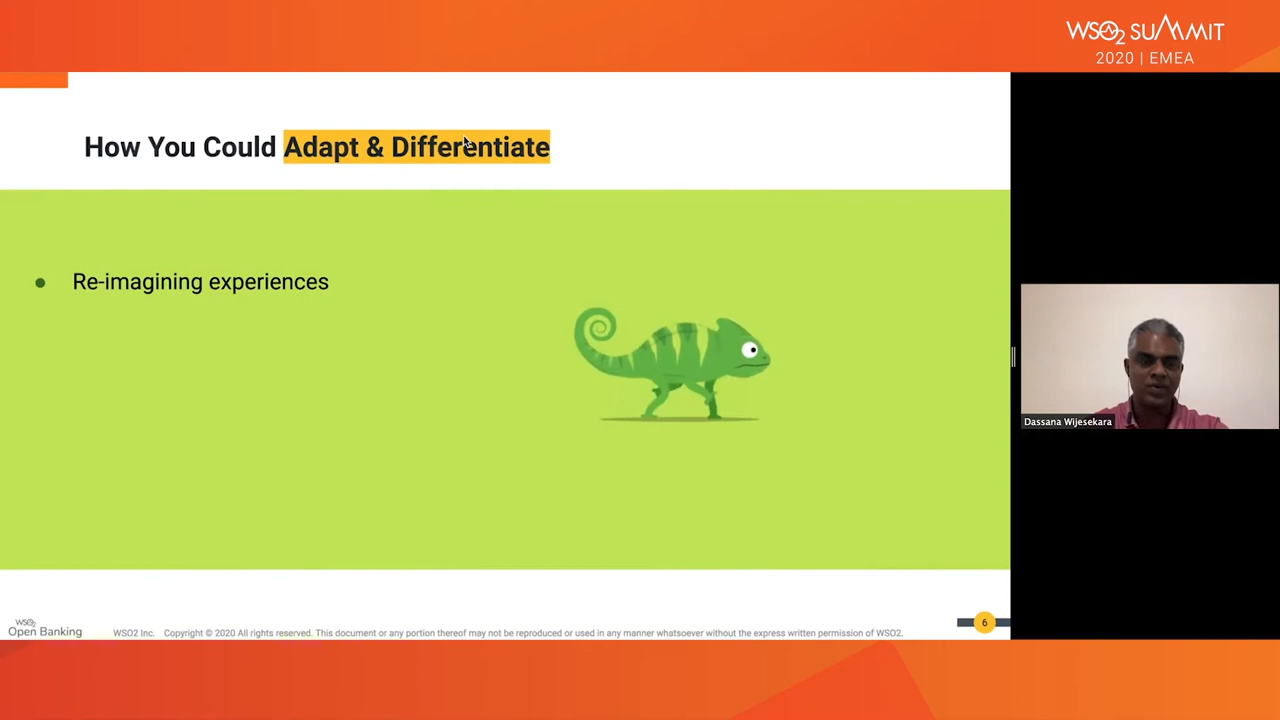 WSO2 SUMMIT
2020 | EMEA
How You Could Adapt & Differentiate
● Re-imagining experiences
Dassana Wijesekara
WSO2
Open Banking
WSO2 Inc. Copyright © 2020 All rights reserved. This document or any portion thereof may not be reproduced or used in any manner whatsoever without the express written permission of WSO2.
6